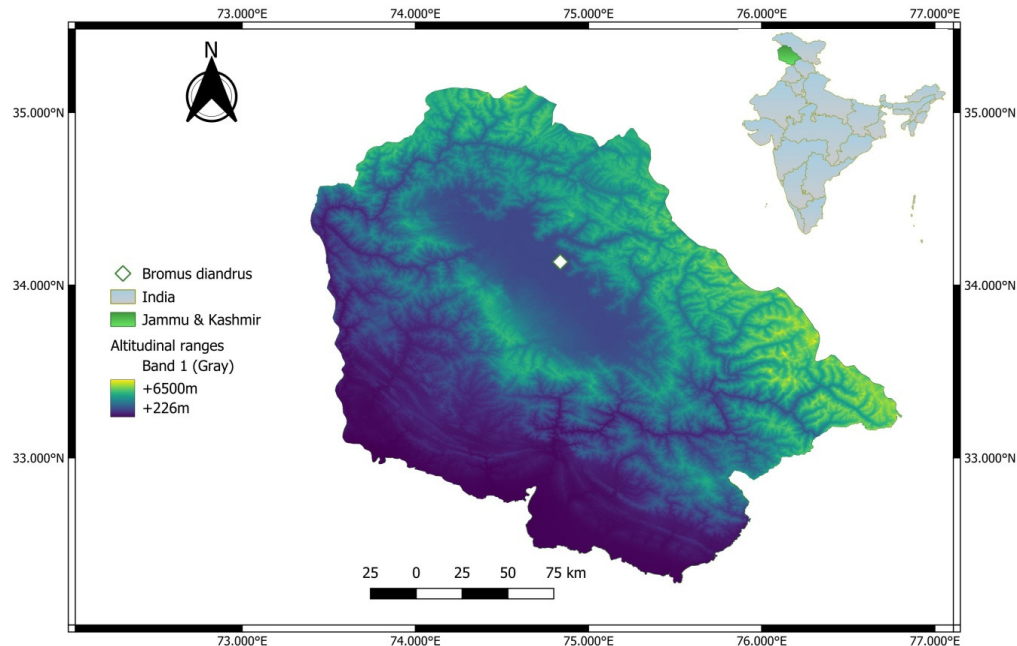 73.000°E 74.000°E 75.000°E 76.000°E 77.000°E
N
35.000°N 35.000°N
34.000°N 34.000°N
33.000°N 33.000°N
Bromus diandrus
India
Jammu & Kashmir
Altitudinal ranges
Band 1 (Gray)
+6500m
+226m
25 0 25 50 75 km
73.000°E 74.000°E 75.000°E 76.000°E 77.000°E